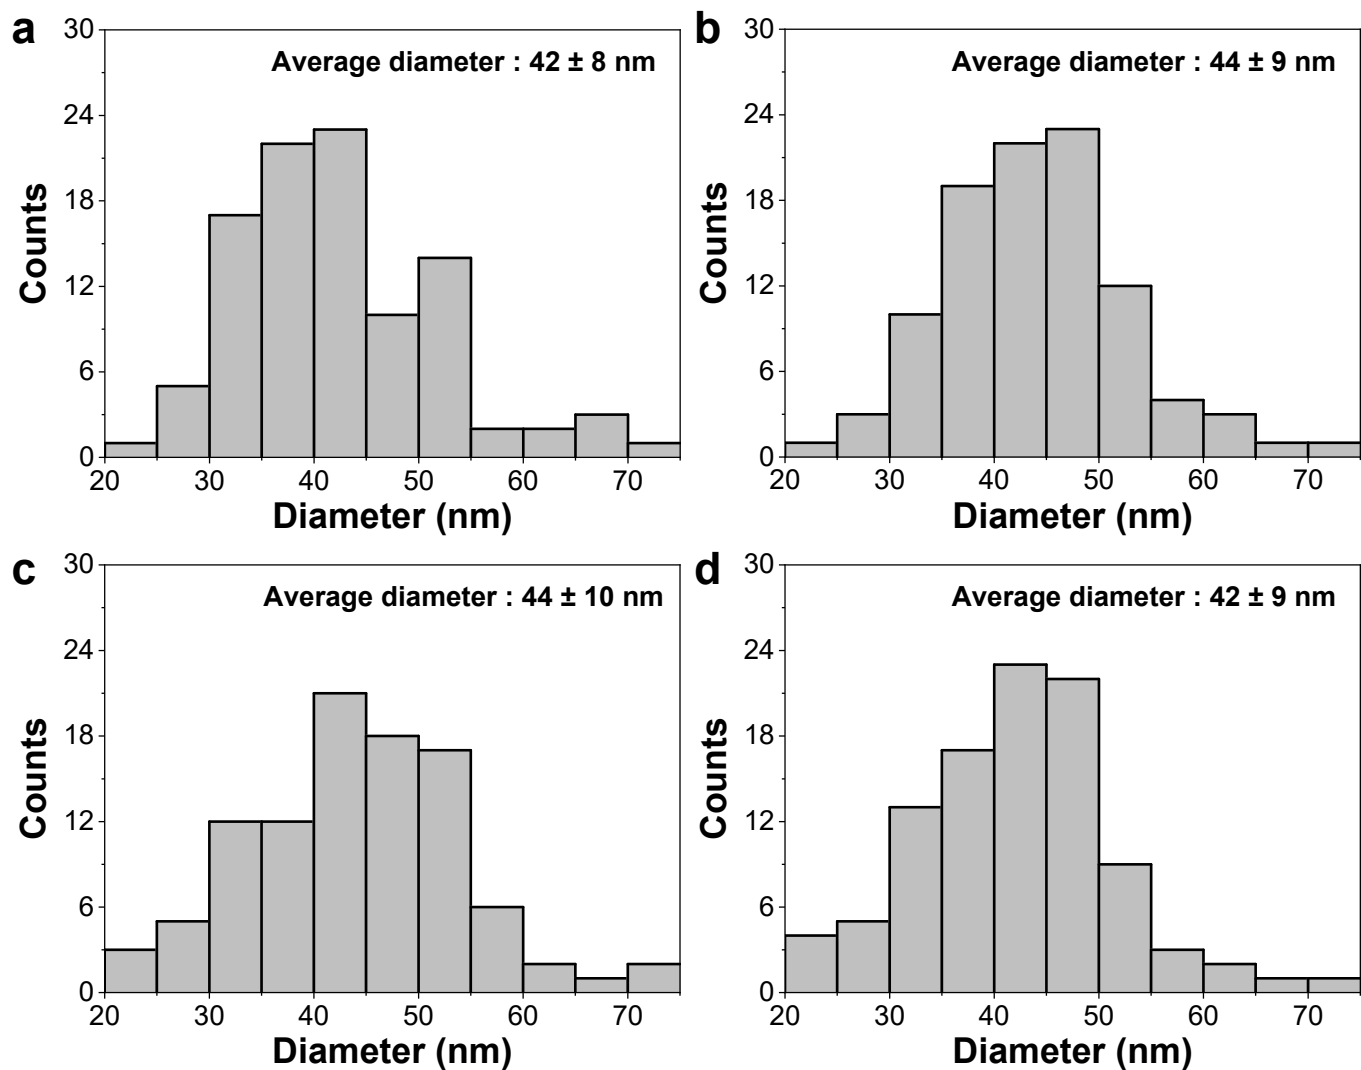 a
Average diameter : 42 ± 8 nm
30
24
18
12
6
0
Counts
20 30 40 50 60 70
Diameter (nm)
b
Average diameter : 44 ± 9 nm
30
24
18
12
6
0
Counts
20 30 40 50 60 70
Diameter (nm)
c
Average diameter : 44 ± 10 nm
30
24
18
12
6
0
Counts
20 30 40 50 60 70
Diameter (nm)
d
Average diameter : 42 ± 9 nm
30
24
18
12
6
0
Counts
20 30 40 50 60 70
Diameter (nm)